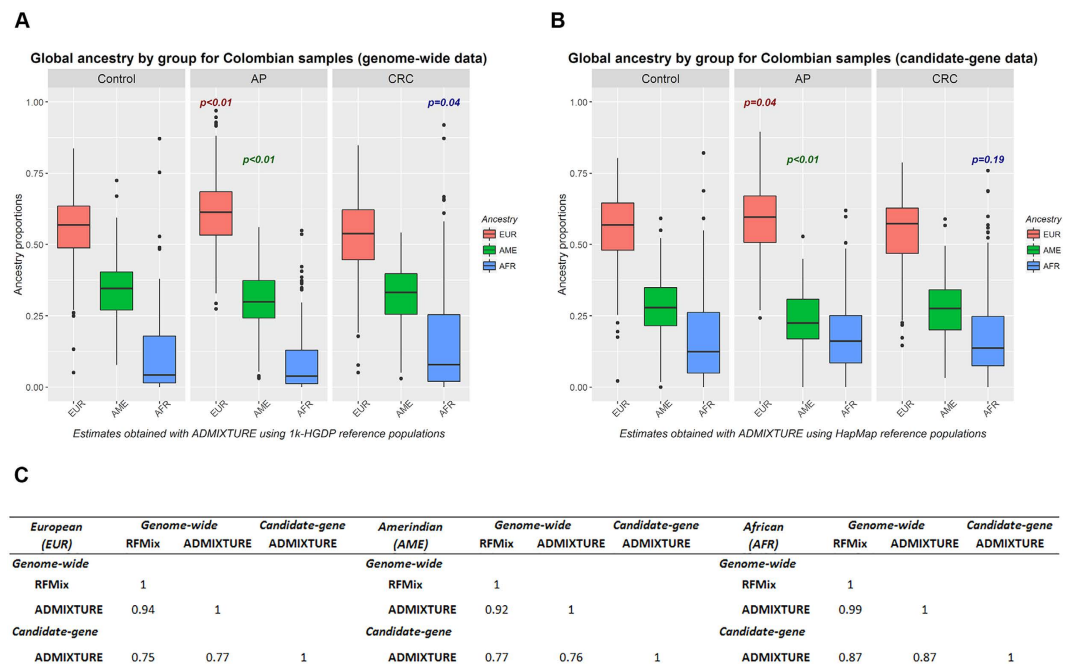 A
Global ancestry by group for Colombian samples (genome-wide data)
Control AP CRC
p<0.01
p<0.01
p=0.04
1.00
0.75
0.50
0.25
0.00
Ancestry proportions
EUR AME AFR EUR AME AFR EUR AME AFR
Ancestry
EUR
AME
AFR
Estimates obtained with ADMIXTURE using 1k-HGDP reference populations
B
Global ancestry by group for Colombian samples (candidate-gene data)
Control AP CRC
p=0.04
p<0.01
p=0.19
1.00
0.75
0.50
0.25
0.00
Ancestry proportions
EUR AME AFR EUR AME AFR EUR AME AFR
Ancestry
EUR
AME
AFR
Estimates obtained with ADMIXTURE using HapMap reference populations
C
European Genome-wide Candidate-gene Amerindian Genome-wide Candidate-gene African Genome-wide Candidate-gene
(EUR) RFMix ADMIXTURE ADMIXTURE (AME) RFMix ADMIXTURE ADMIXTURE (AFR) RFMix ADMIXTURE ADMIXTURE
Genome-wide Genome-wide Genome-wide
RFMix 1 RFMix 1 RFMix 1
ADMIXTURE 0.94 1 ADMIXTURE 0.92 1 ADMIXTURE 0.99 1
Candidate-gene Candidate-gene Candidate-gene
ADMIXTURE 0.75 0.77 1 ADMIXTURE 0.77 0.76 1 ADMIXTURE 0.87 0.87 1